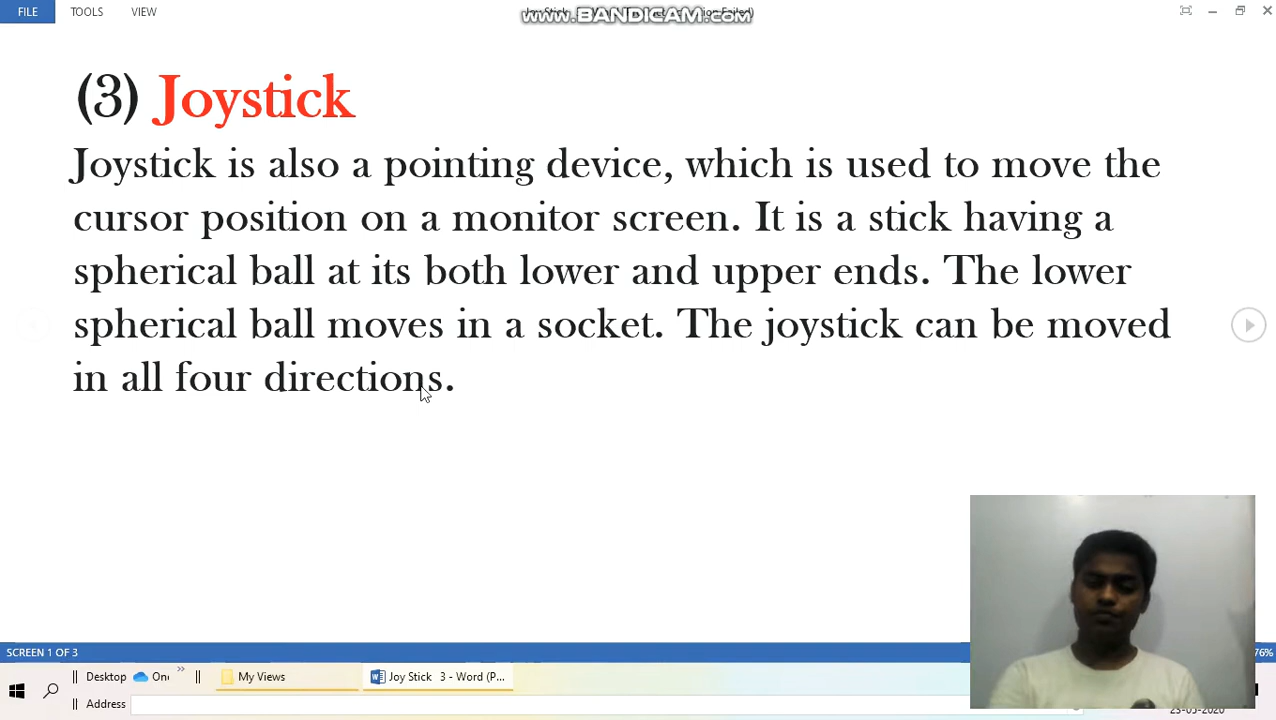 FILE TOOLS VIEW
www.BANDICAM.com
(3) Joystick
Joystick is also a pointing device, which is used to move the
cursor position on a monitor screen. It is a stick having a
spherical ball at its both lower and upper ends. The lower
spherical ball moves in a socket. The joystick can be moved
in all four directions.
SCREEN 1 OF 3
76%
Desktop
My Views
Joy Stick 3 - Word (P...
Address